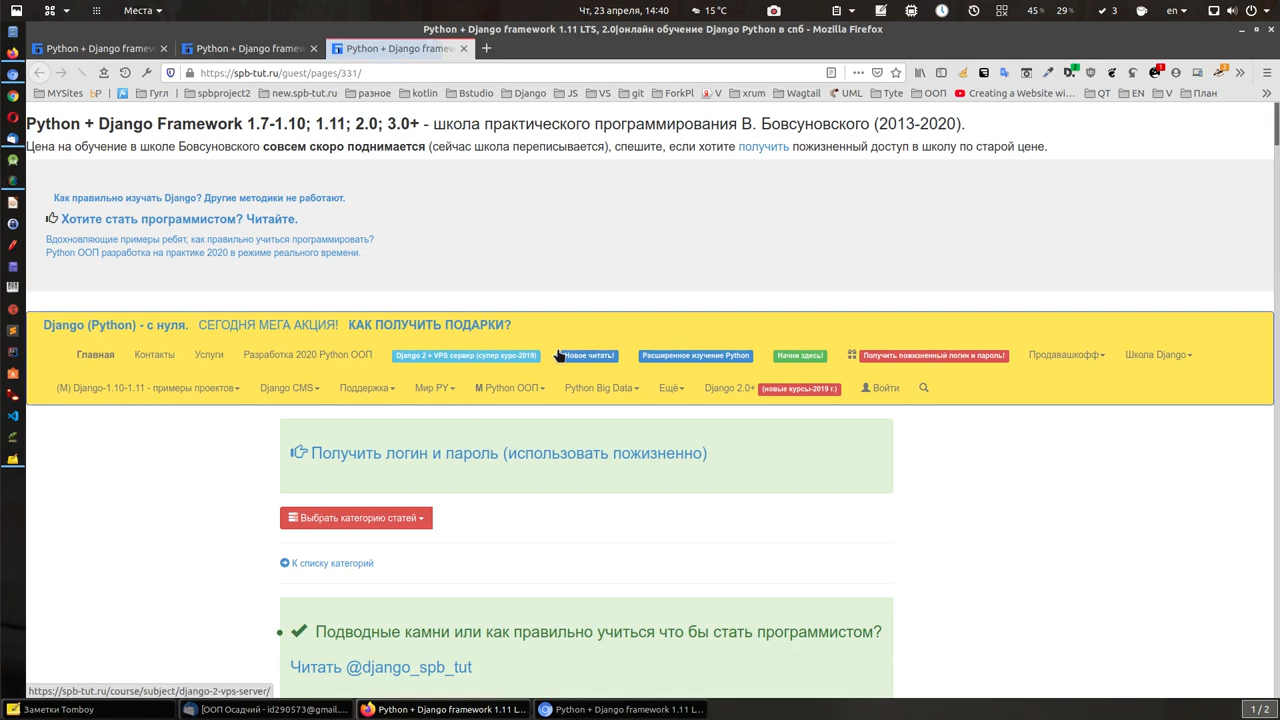 Места
Чт, 23 апреля, 14:40
15°C
45%
29%
3
en
Python + Django framework 1.11 LTS, 2.0|онлайн обучение Django Python в спб - Mozilla Firefox
Python + Django framew
Python + Django framew
Python + Django framew
https://spb-tut.ru/guest/pages/331/
MYSites
bP
Гугл
spbproject2
new.spb-tut.ru
разное
kotlin
Bstudio
Django
JS
VS
git
ForkPl
V
xrum
Wagtail
UML
Tyte
ООП
Creating a Website wi...
QT
EN
V
План
Python + Django Framework 1.7-1.10; 1.11; 2.0; 3.0+ - школа практического программирования В. Бовсуновского (2013-2020).
Цена на обучение в школе Бовсуновского совсем скоро поднимается (сейчас школа переписывается), спешите, если хотите получить пожизненный доступ в школу по старой цене.
Как правильно изучать Django? Другие методики не работают.
Хотите стать программистом? Читайте.
Вдохновляющие примеры ребят, как правильно учиться программировать?
Python ООП разработка на практике 2020 в режиме реального времени.
Django (Python) - с нуля. СЕГОДНЯ МЕГА АКЦИЯ! КАК ПОЛУЧИТЬ ПОДАРКИ?
Главная Контакты Услуги Разработка 2020 Python ООП Django 2 + VPS сервер (супер курс-2019) Новое читать! Расширенное изучение Python Начни здесь! Получить пожизненный логин и пароль! Продавашкофф Школа Django
(M) Django-1.10-1.11 - примеры проектов Django CMS Поддержка Мир PY M Python ООП Python Big Data Ещё Django 2.0+ (новые курсы-2019 г.) Войти
Получить логин и пароль (использовать пожизненно)
Выбрать категорию статей
К списку категорий
Подводные камни или как правильно учиться что бы стать программистом?
Читать @django_spb_tut
https://spb-tut.ru/course/subject/django-2-vps-server/
Заметки Tomboy
[ООП Осадчий - id290573@gmail....
Python + Django framework 1.11 L...
Python + Django framework 1.11 L...
1 / 2